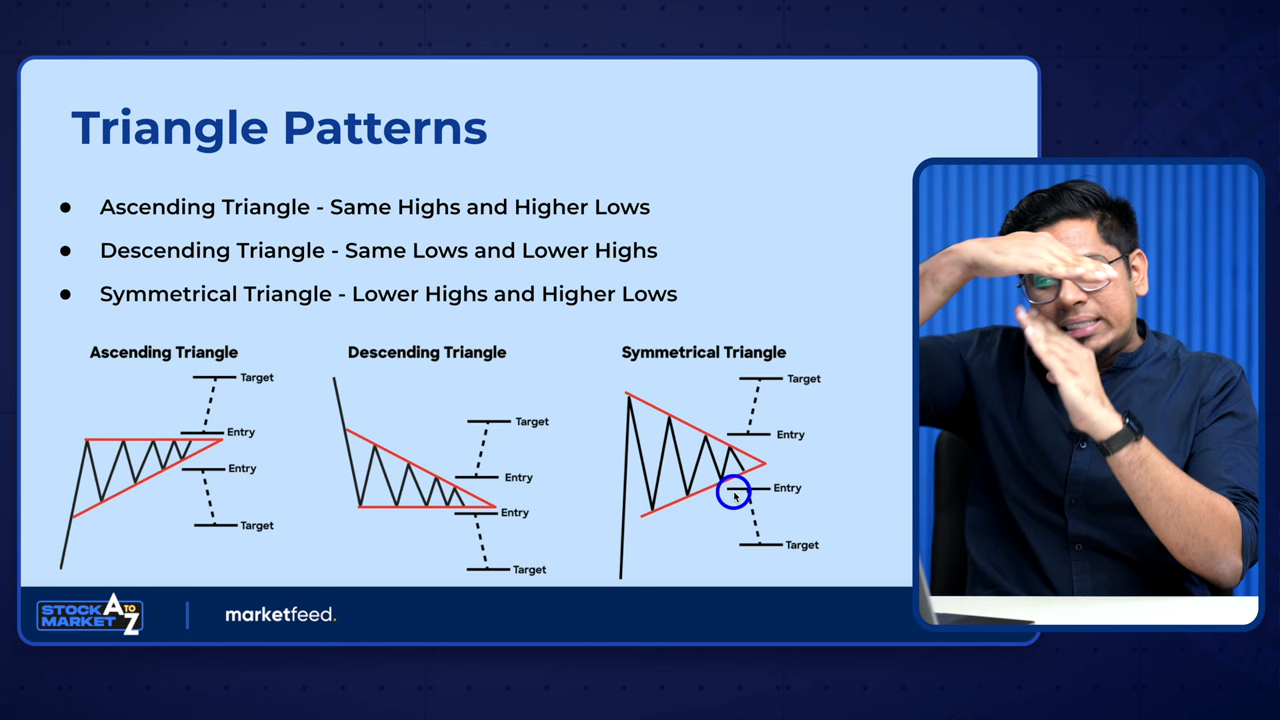 Triangle Patterns
● Ascending Triangle - Same Highs and Higher Lows
● Descending Triangle - Same Lows and Lower Highs
● Symmetrical Triangle - Lower Highs and Higher Lows
Ascending Triangle
Target
Entry
Entry
Target
Descending Triangle
Target
Entry
Entry
Target
Symmetrical Triangle
Target
Entry
Entry
Target
STOCK MARKET A TO Z
marketfeed.